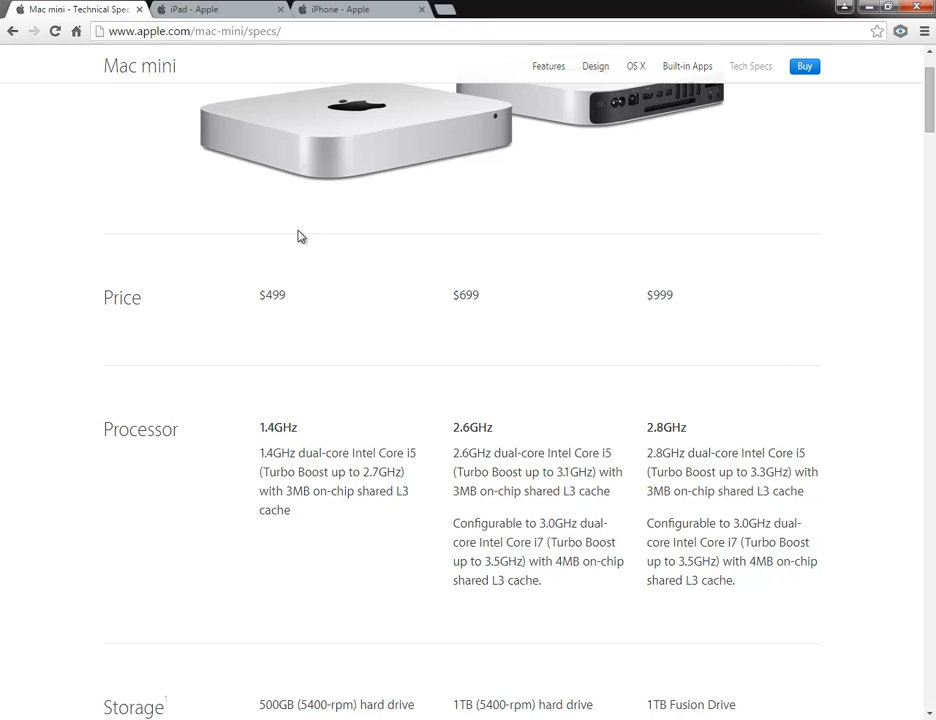 Mac mini - Technical Spec
iPad - Apple
iPhone - Apple
www.apple.com/mac-mini/specs/
Mac mini
Features
Design
OS X
Built-in Apps
Tech Specs
Buy
Price
$499
$699
$999
Processor
1.4GHz
1.4GHz dual-core Intel Core i5
(Turbo Boost up to 2.7GHz)
with 3MB on-chip shared L3
cache
2.6GHz
2.6GHz dual-core Intel Core i5
(Turbo Boost up to 3.1GHz) with
3MB on-chip shared L3 cache
Configurable to 3.0GHz dual-
core Intel Core i7 (Turbo Boost
up to 3.5GHz) with 4MB on-chip
shared L3 cache.
2.8GHz
2.8GHz dual-core Intel Core i5
(Turbo Boost up to 3.3GHz) with
3MB on-chip shared L3 cache
Configurable to 3.0GHz dual-
core Intel Core i7 (Turbo Boost
up to 3.5GHz) with 4MB on-chip
shared L3 cache.
Storage1
500GB (5400-rpm) hard drive
1TB (5400-rpm) hard drive
1TB Fusion Drive